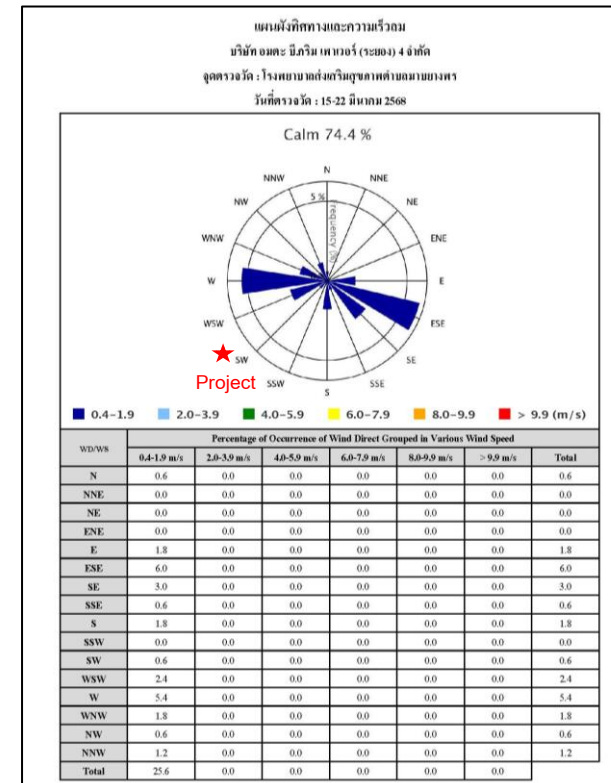 แผนผังทิศทางและความเร็วลม
บริษัท อมตะ บี.กริม เพาเวอร์ (ระยอง) 4 จำกัด
จุดตรวจวัด : โรงพยาบาลส่งเสริมสุขภาพตำบลมาบยางพร
วันที่ตรวจวัด : 15-22 มีนาคม 2568
Calm 74.4 %
N
NNW NNE
NW 5 % NE
Frequency (%)
WNW ENE
W E
WSW ESE
SW SE
Project SSW SSE
S
0.4-1.9 2.0-3.9 4.0-5.9 6.0-7.9 8.0-9.9 > 9.9 (m/s)
WD/WS Percentage of Occurrence of Wind Direct Grouped in Various Wind Speed
0.4-1.9 m/s 2.0-3.9 m/s 4.0-5.9 m/s 6.0-7.9 m/s 8.0-9.9 m/s > 9.9 m/s Total
N 0.6 0.0 0.0 0.0 0.0 0.0 0.6
NNE 0.0 0.0 0.0 0.0 0.0 0.0 0.0
NE 0.0 0.0 0.0 0.0 0.0 0.0 0.0
ENE 0.0 0.0 0.0 0.0 0.0 0.0 0.0
E 1.8 0.0 0.0 0.0 0.0 0.0 1.8
ESE 6.0 0.0 0.0 0.0 0.0 0.0 6.0
SE 3.0 0.0 0.0 0.0 0.0 0.0 3.0
SSE 0.6 0.0 0.0 0.0 0.0 0.0 0.6
S 1.8 0.0 0.0 0.0 0.0 0.0 1.8
SSW 0.0 0.0 0.0 0.0 0.0 0.0 0.0
SW 0.6 0.0 0.0 0.0 0.0 0.0 0.6
WSW 2.4 0.0 0.0 0.0 0.0 0.0 2.4
W 5.4 0.0 0.0 0.0 0.0 0.0 5.4
WNW 1.8 0.0 0.0 0.0 0.0 0.0 1.8
NW 0.6 0.0 0.0 0.0 0.0 0.0 0.6
NNW 1.2 0.0 0.0 0.0 0.0 0.0 1.2
Total 25.6 0.0 0.0 0.0 0.0 0.0